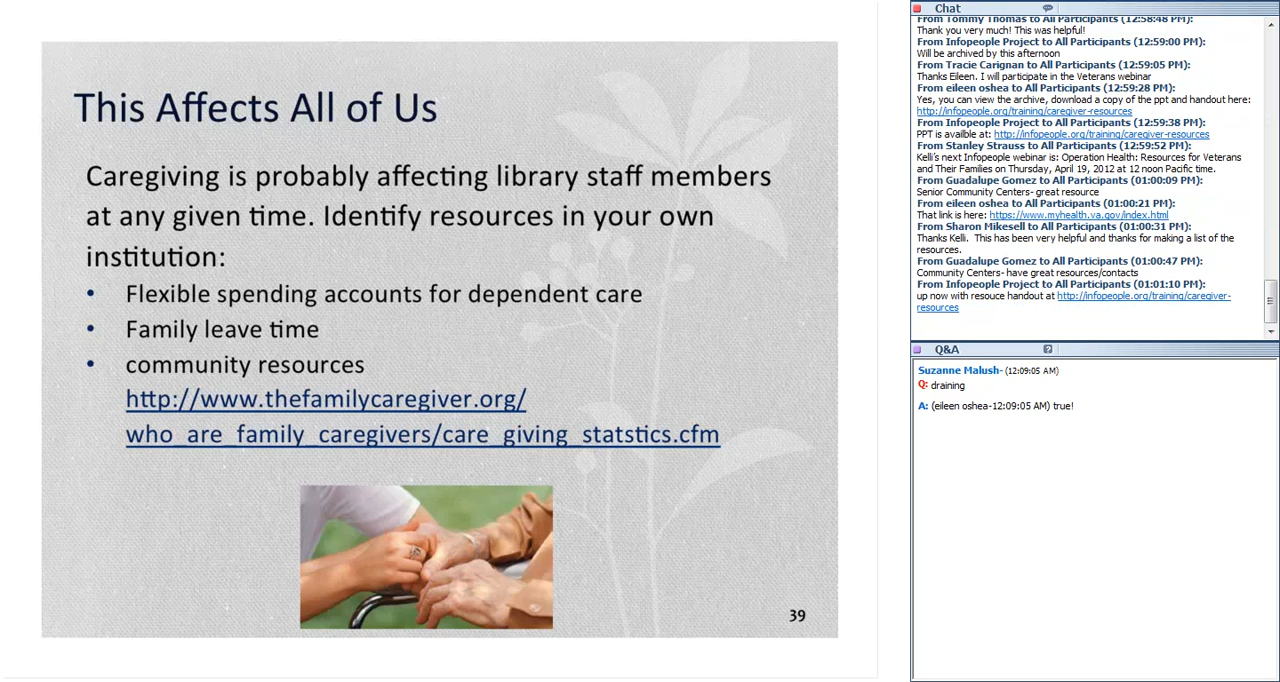 This Affects All of Us
Caregiving is probably affecting library staff members
at any given time. Identify resources in your own
institution:
• Flexible spending accounts for dependent care
• Family leave time
• community resources
http://www.thefamilycaregiver.org/
who_are_family_caregivers/care_giving_statstics.cfm
39
Chat
From Tommy Thomas to All Participants (12:58:48 PM):
Thank you very much! This was helpful!
From Infopeople Project to All Participants (12:59:00 PM):
Will be archived by this afternoon
From Tracie Carignan to All Participants (12:59:05 PM):
Thanks Eileen. I will participate in the Veterans webinar
From eileen oshea to All Participants (12:59:28 PM):
Yes, you can view the archive, download a copy of the ppt and handout here:
http://infopeople.org/training/caregiver-resources
From Infopeople Project to All Participants (12:59:38 PM):
PPT is availble at: http://infopeople.org/training/caregiver-resources
From Stanley Strauss to All Participants (12:59:52 PM):
Kelli's next Infopeople webinar is: Operation Health: Resources for Veterans
and Their Families on Thursday, April 19, 2012 at 12 noon Pacific time.
From Guadalupe Gomez to All Participants (01:00:09 PM):
Senior Community Centers- great resource
From eileen oshea to All Participants (01:00:21 PM):
That link is here: https://www.myhealth.va.gov/index.html
From Sharon Mikesell to All Participants (01:00:31 PM):
Thanks Kelli.  This has been very helpful and thanks for making a list of the
resources.
From Guadalupe Gomez to All Participants (01:00:47 PM):
Community Centers- have great resources/contacts
From Infopeople Project to All Participants (01:01:10 PM):
up now with resouce handout at http://infopeople.org/training/caregiver-
resources
Q&A
Suzanne Malush- (12:09:05 AM)
Q: draining
A: (eileen oshea-12:09:05 AM) true!